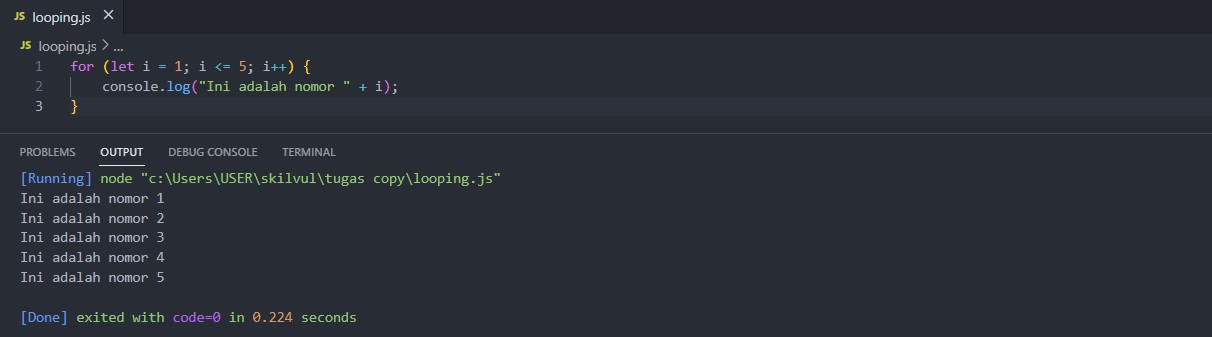 JS looping.js ×
JS looping.js > ...
1 for (let i = 1; i <= 5; i++) {
2 console.log("Ini adalah nomor " + i);
3 }
PROBLEMS OUTPUT DEBUG CONSOLE TERMINAL
[Running] node "c:\Users\USER\skilvul\tugas copy\looping.js"
Ini adalah nomor 1
Ini adalah nomor 2
Ini adalah nomor 3
Ini adalah nomor 4
Ini adalah nomor 5
[Done] exited with code=0 in 0.224 seconds